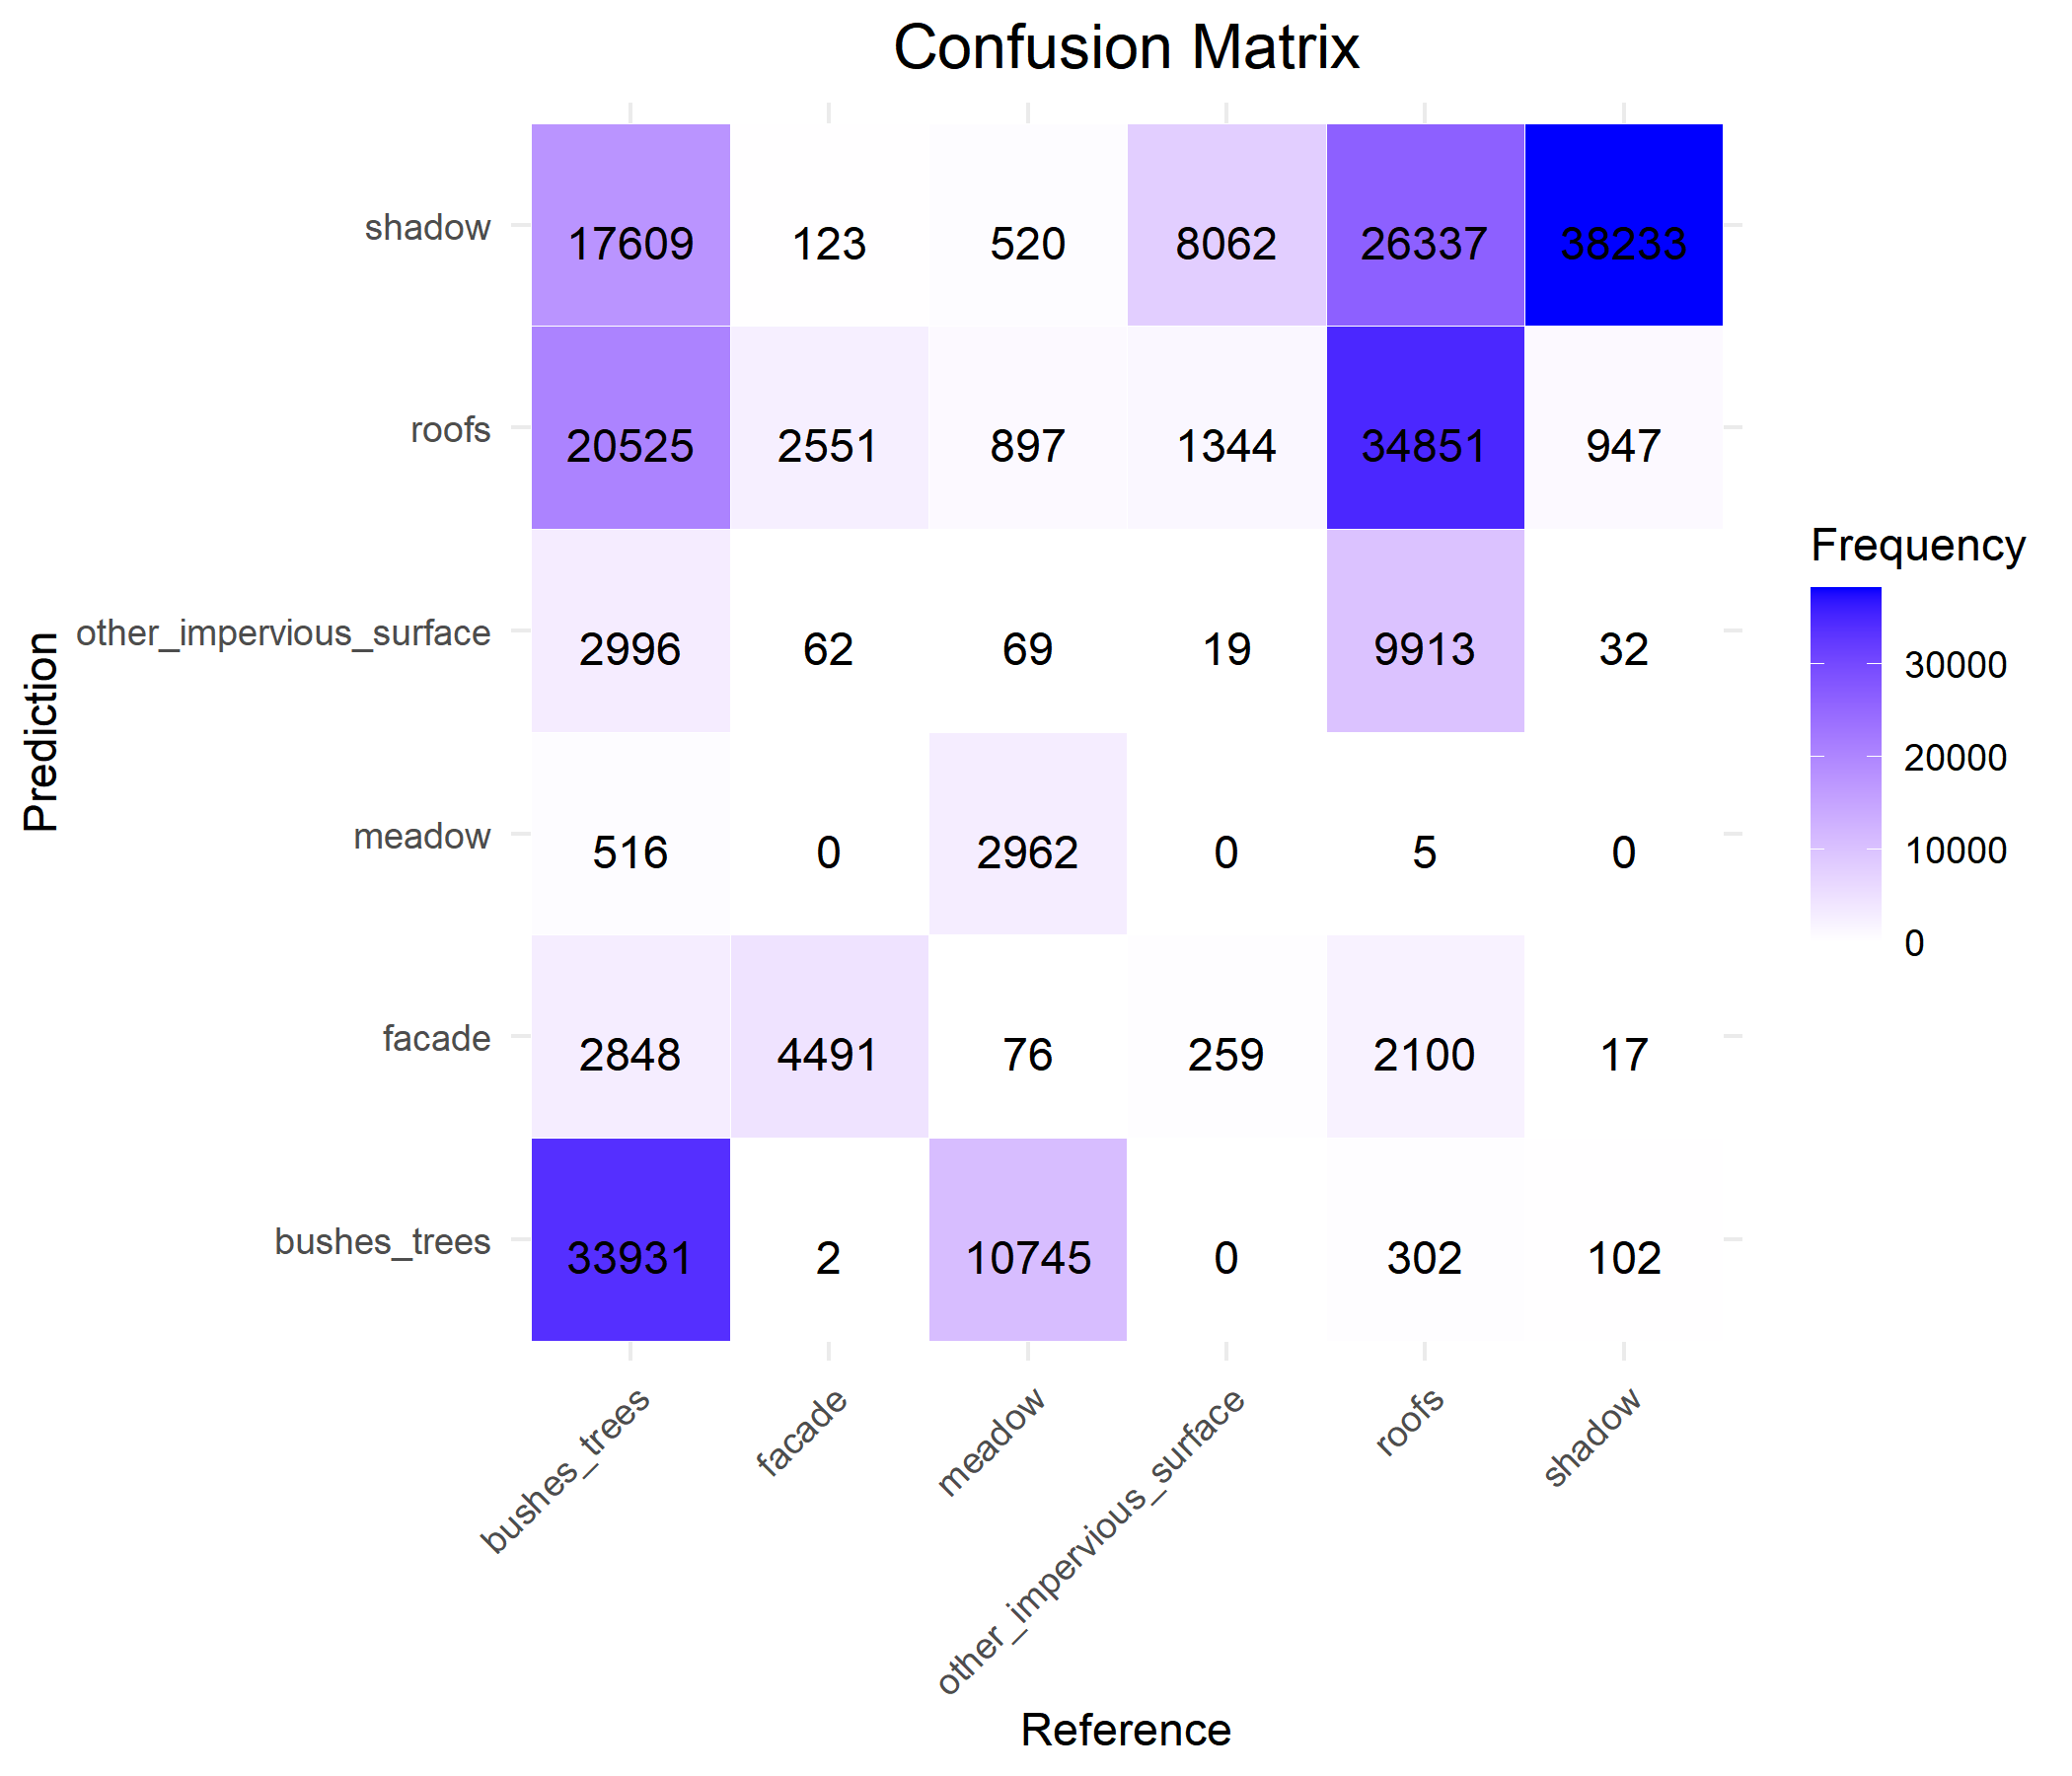 Confusion Matrix
shadow
17609 123 520 8062 26337 38233
roofs
20525 2551 897 1344 34851 947
other_impervious_surface
2996 62 69 19 9913 32
meadow
516 0 2962 0 5 0
facade
2848 4491 76 259 2100 17
bushes_trees
33931 2 10745 0 302 102
Prediction
bushes_trees
facade
meadow
other_impervious_surface
roofs
shadow
Reference
Frequency
30000
20000
10000
0